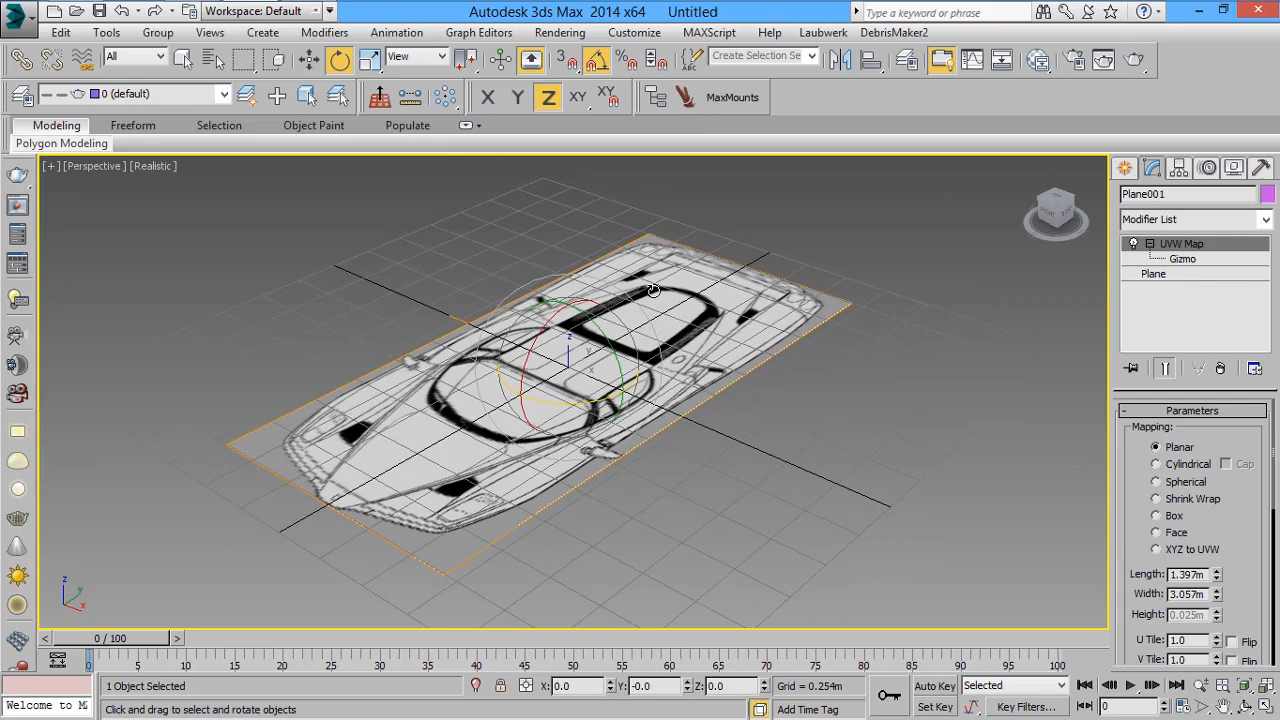 Workspace: Default
Autodesk 3ds Max 2014 x64 Untitled
Type a keyword or phrase
Edit Tools Group Views Create Modifiers Animation Graph Editors Rendering Customize MAXScript Help Laubwerk DebrisMaker2
All
View
3
Create Selection Se
0 (default)
X Y Z XY XY
MaxMounts
Modeling Freeform Selection Object Paint Populate
Polygon Modeling
[+] [Perspective] [Realistic]
Plane001
Modifier List
UVW Map
Gizmo
Plane
Parameters
Mapping:
Planar
Cylindrical Cap
Spherical
Shrink Wrap
Box
Face
XYZ to UVW
Length: 1.397m
Width: 3.057m
Height: 0.025m
U Tile: 1.0 Flip
V Tile: 1.0 Flip
z
y
x
z
y
x
< 0 / 100 >
0 5 10 15 20 25 30 35 40 45 50 55 60 65 70 75 80 85 90 95 100
1 Object Selected
X: 0.0 Y: -0.0 Z: 0.0 Grid = 0.254m
Auto Key Selected
Welcome to M
Click and drag to select and rotate objects
Add Time Tag
Set Key Key Filters... 0